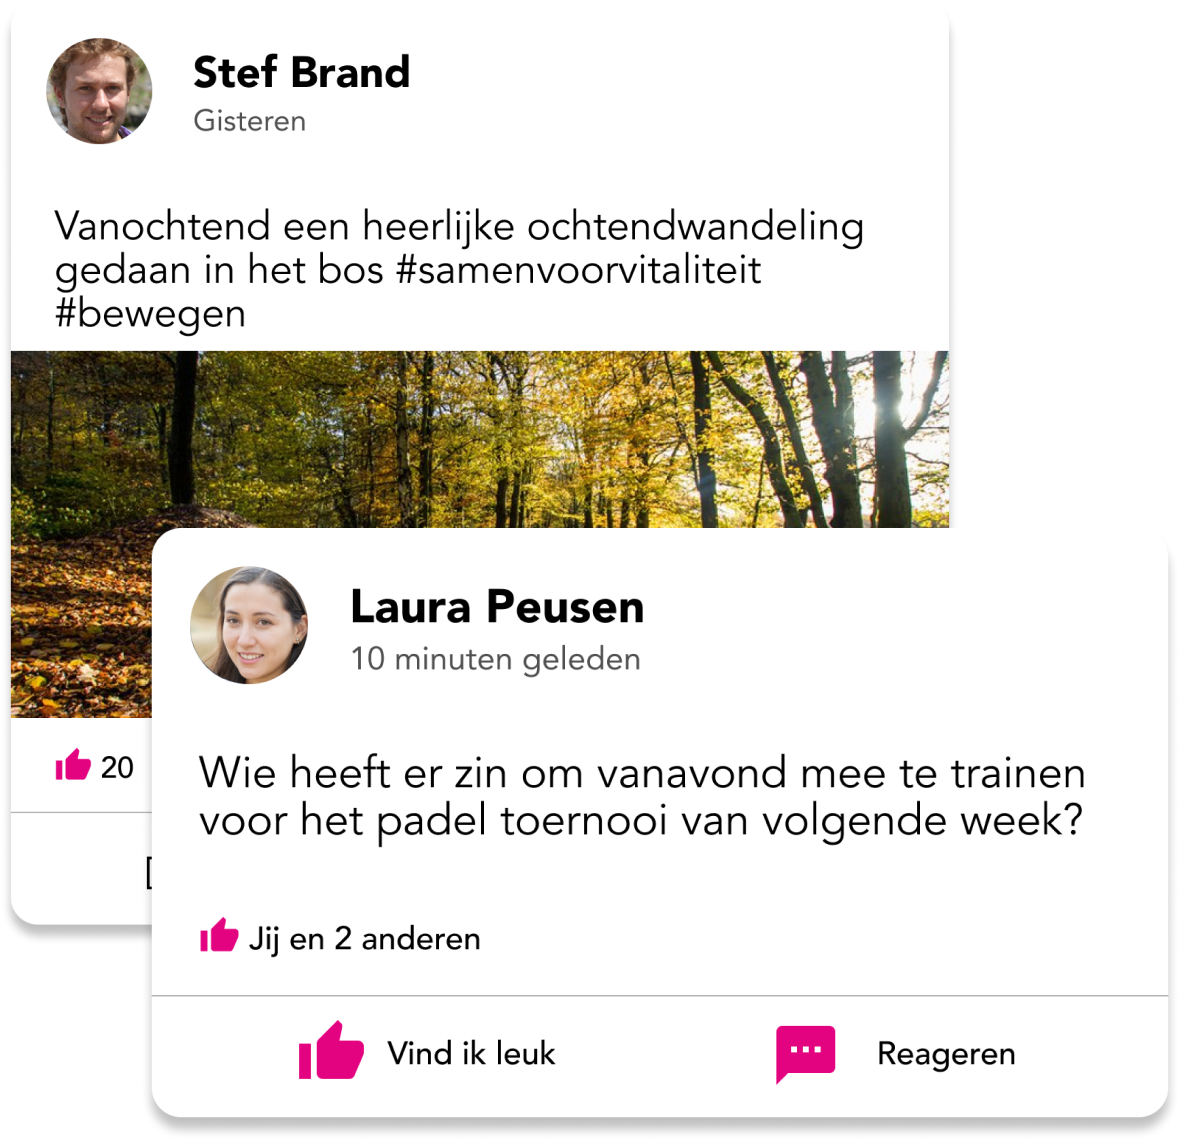 Stef Brand
Gisteren
Vanochtend een heerlijke ochtendwandeling
gedaan in het bos #samenvoorvitaliteit
#bewegen
20
Laura Peusen
10 minuten geleden
Wie heeft er zin om vanavond mee te trainen
voor het padel toernooi van volgende week?
Jij en 2 anderen
Vind ik leuk
Reageren